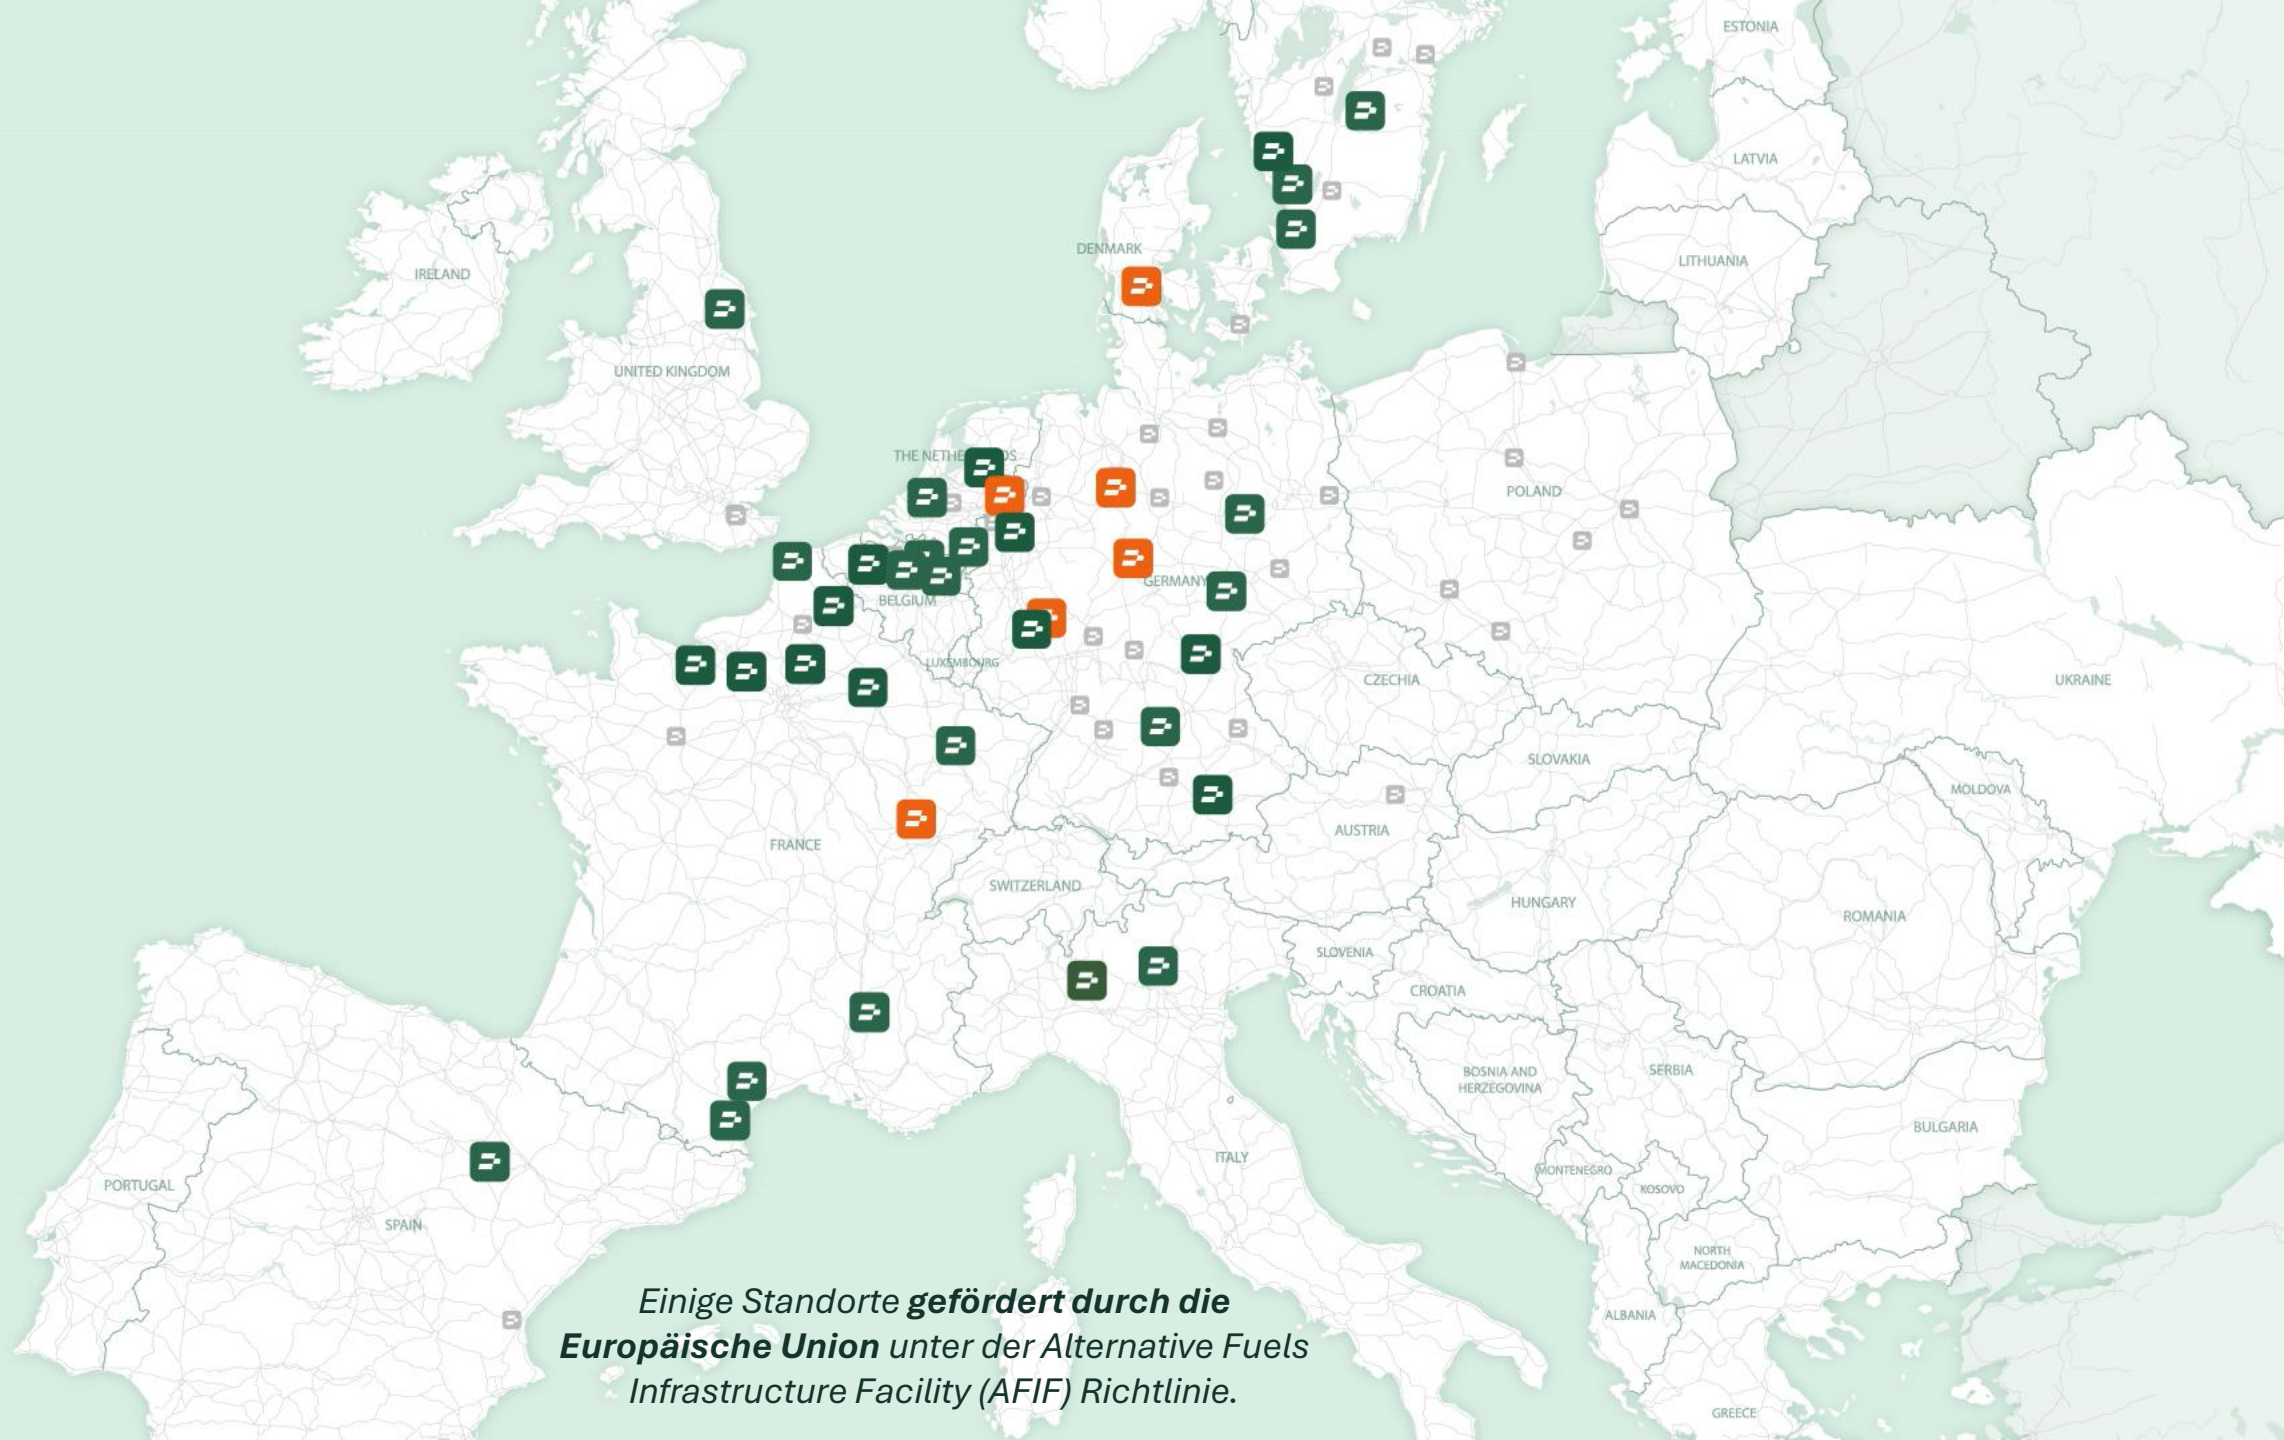 ESTONIA
LATVIA
DENMARK
LITHUANIA
IRELAND
UNITED KINGDOM
THE NETHE
DS
POLAND
GERMANY
BELGIUM
LUXEMBOURG
CZECHIA
UKRAINE
SLOVAKIA
MOLDOVA
AUSTRIA
FRANCE
SWITZERLAND
HUNGARY
ROMANIA
SLOVENIA
CROATIA
BOSNIA AND
HERZEGOVINA
SERBIA
BULGARIA
ITALY
MONTENEGRO
PORTUGAL
KOSOVO
SPAIN
NORTH
MACEDONIA
ALBANIA
GREECE
Einige Standorte gefördert durch die
Europäische Union unter der Alternative Fuels
Infrastructure Facility (AFIF) Richtlinie.